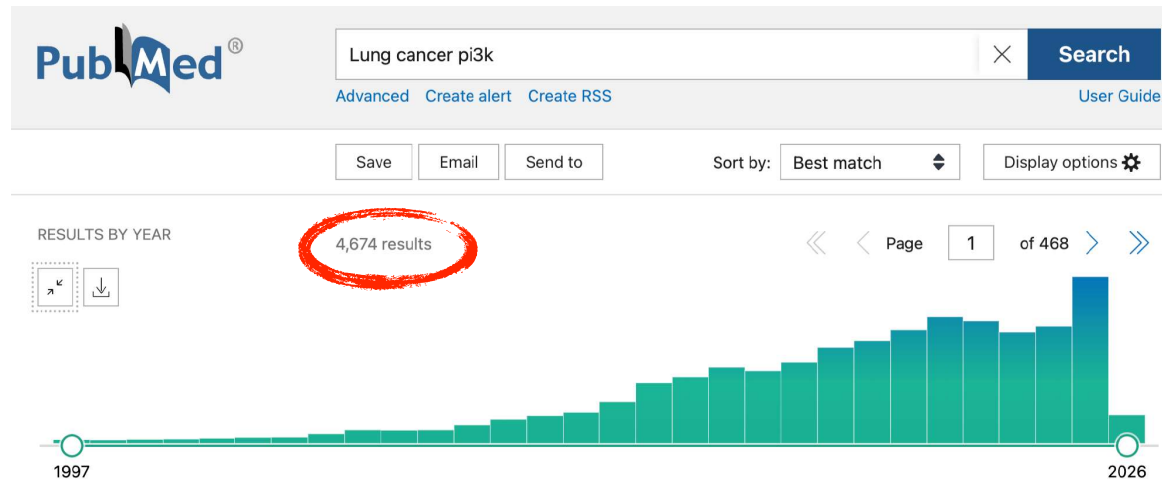 PubMed®
Lung cancer pi3k
Search
Advanced Create alert Create RSS
User Guide
Save Email Send to
Sort by: Best match
Display options
RESULTS BY YEAR
4,674 results
Page 1 of 468
1997
2026